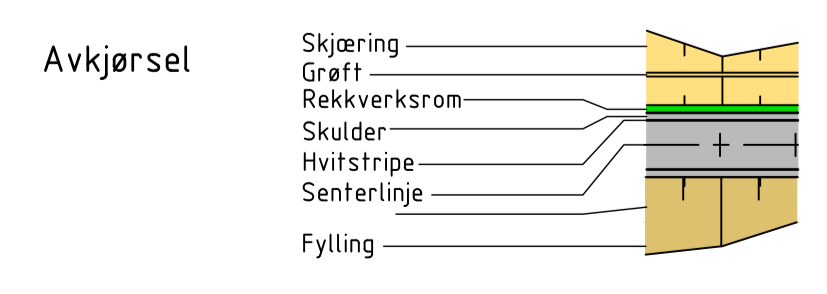 Avkjørsel
Skjæring
Grøft
Rekkverksrom
Skulder
Hvitstripe
Senterlinje
Fylling